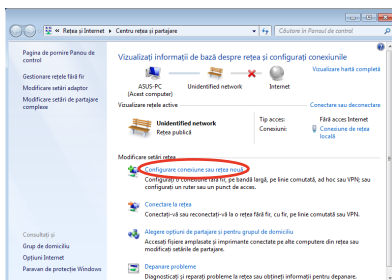 « Rețea și Internet ▸ Centru rețea și partajare
Căutare în Panoul de control
Pagina de pornire Panou de control
Gestionare rețele fără fir
Modificare setări adaptor
Modificare setări de partajare complexe
Vizualizați informații de bază despre rețea și configurați conexiunile
Vizualizare hartă completă
ASUS-PC
(Acest computer)
Unidentified network
Internet
Vizualizare rețele active
Conectare sau deconectare
Unidentified network
Rețea publică
Tip acces: Fără acces Internet
Conexiuni: Conexiune de rețea locală
Modificare setări rețea
Configurare conexiune sau rețea nouă
Configurați o conexiune fără fir, pe bandă largă, pe linie comutată, ad hoc sau VPN; sau
configurați un ruter sau un punct de acces.
Conectare la rețea
Conectați-vă sau reconectați-vă la o rețea fără fir, cu fir, pe linie comutată sau VPN.
Alegere opțiuni de partajare și pentru grupul de domiciliu
Accesați fișiere amplasate și imprimante conectate pe alte computere din rețea sau
modificați setările de partajare.
Depanare probleme
Diagnosticați și reparați probleme la rețea sau obțineți informații pentru depanare.
Consultați și
Grup de domiciliu
Opțiuni Internet
Paravan de protecție Windows